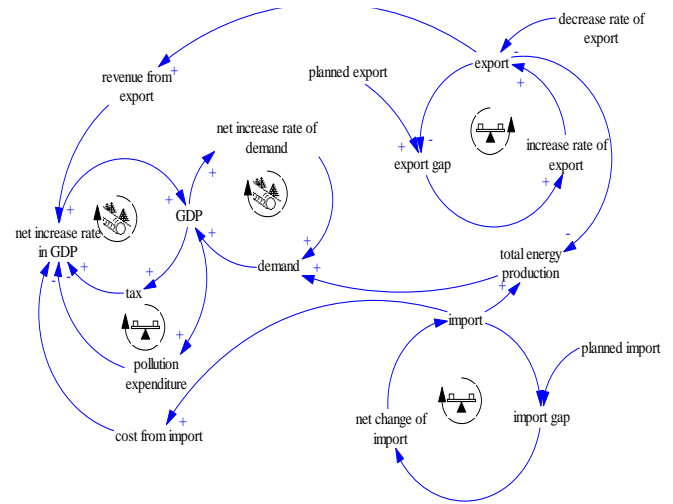 decrease rate of
export
revenue from
export
planned export
export
net increase rate of
demand
export gap
increase rate of
export
GDP
net increase rate
in GDP
demand
total energy
production
tax
import
planned import
pollution
expenditure
net change of
import
import gap
cost from import